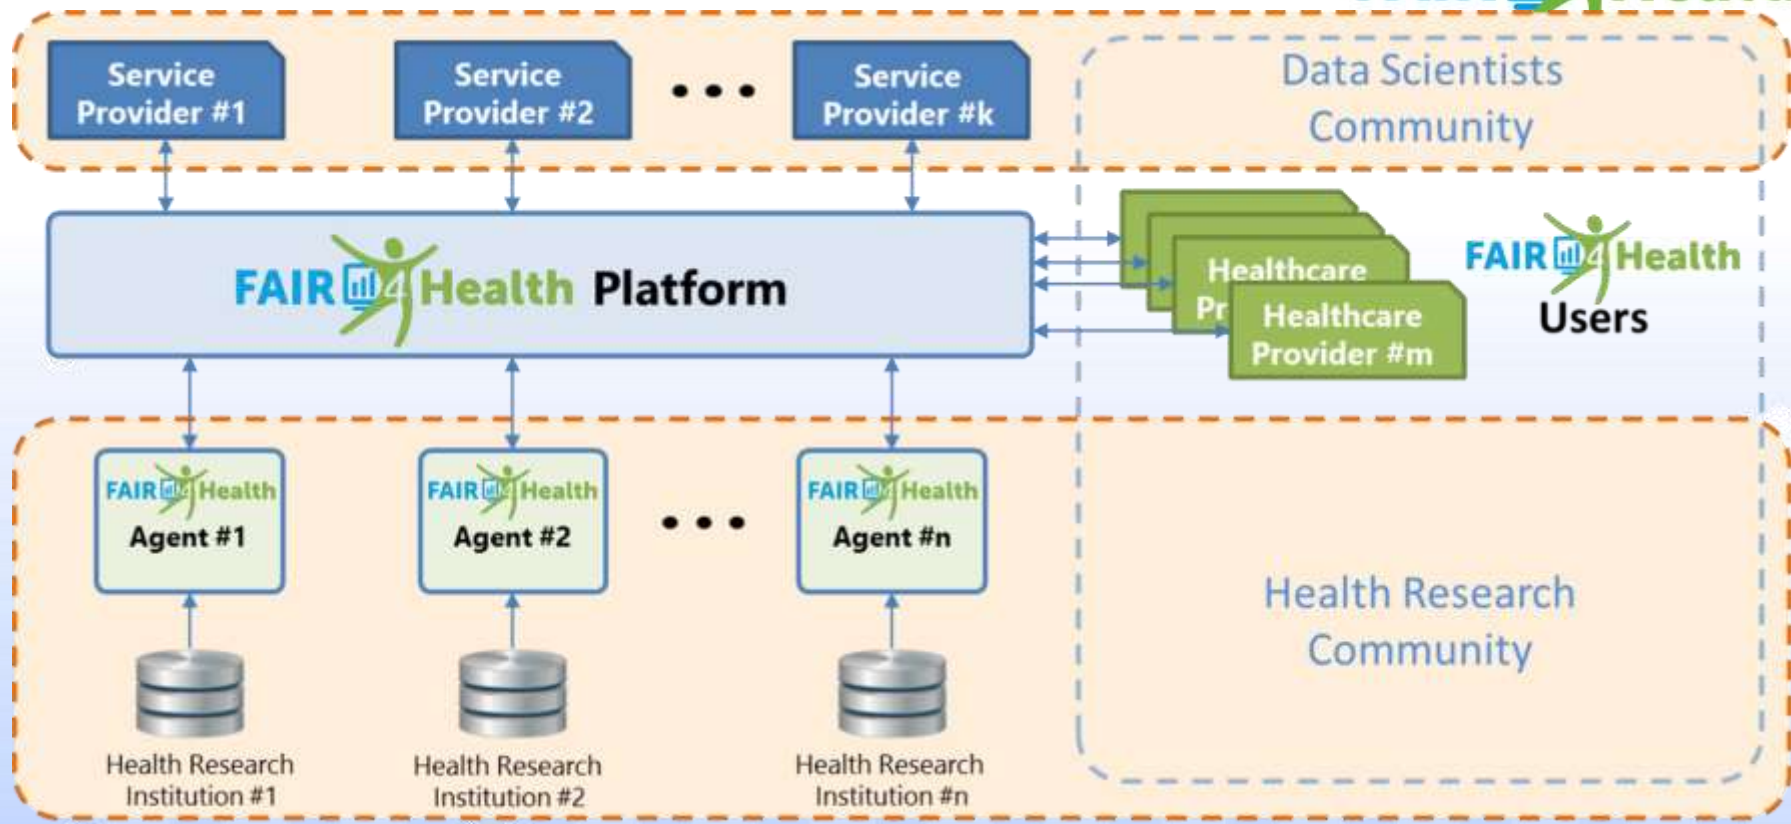 Service
Provider #1
Service
Provider #2
Service
Provider #k
Data Scientists
Community
FAIR4Health Platform
Healthcare
Healthcare
Provider #m
FAIR4Health
Users
FAIR4Health
Agent #1
FAIR4Health
Agent #2
FAIR4Health
Agent #n
Health Research
Community
Health Research
Institution #1
Health Research
Institution #2
Health Research
Institution #n